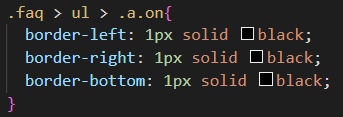 .faq > ul > .a.on{
border-left: 1px solid black;
border-right: 1px solid black;
border-bottom: 1px solid black;
}